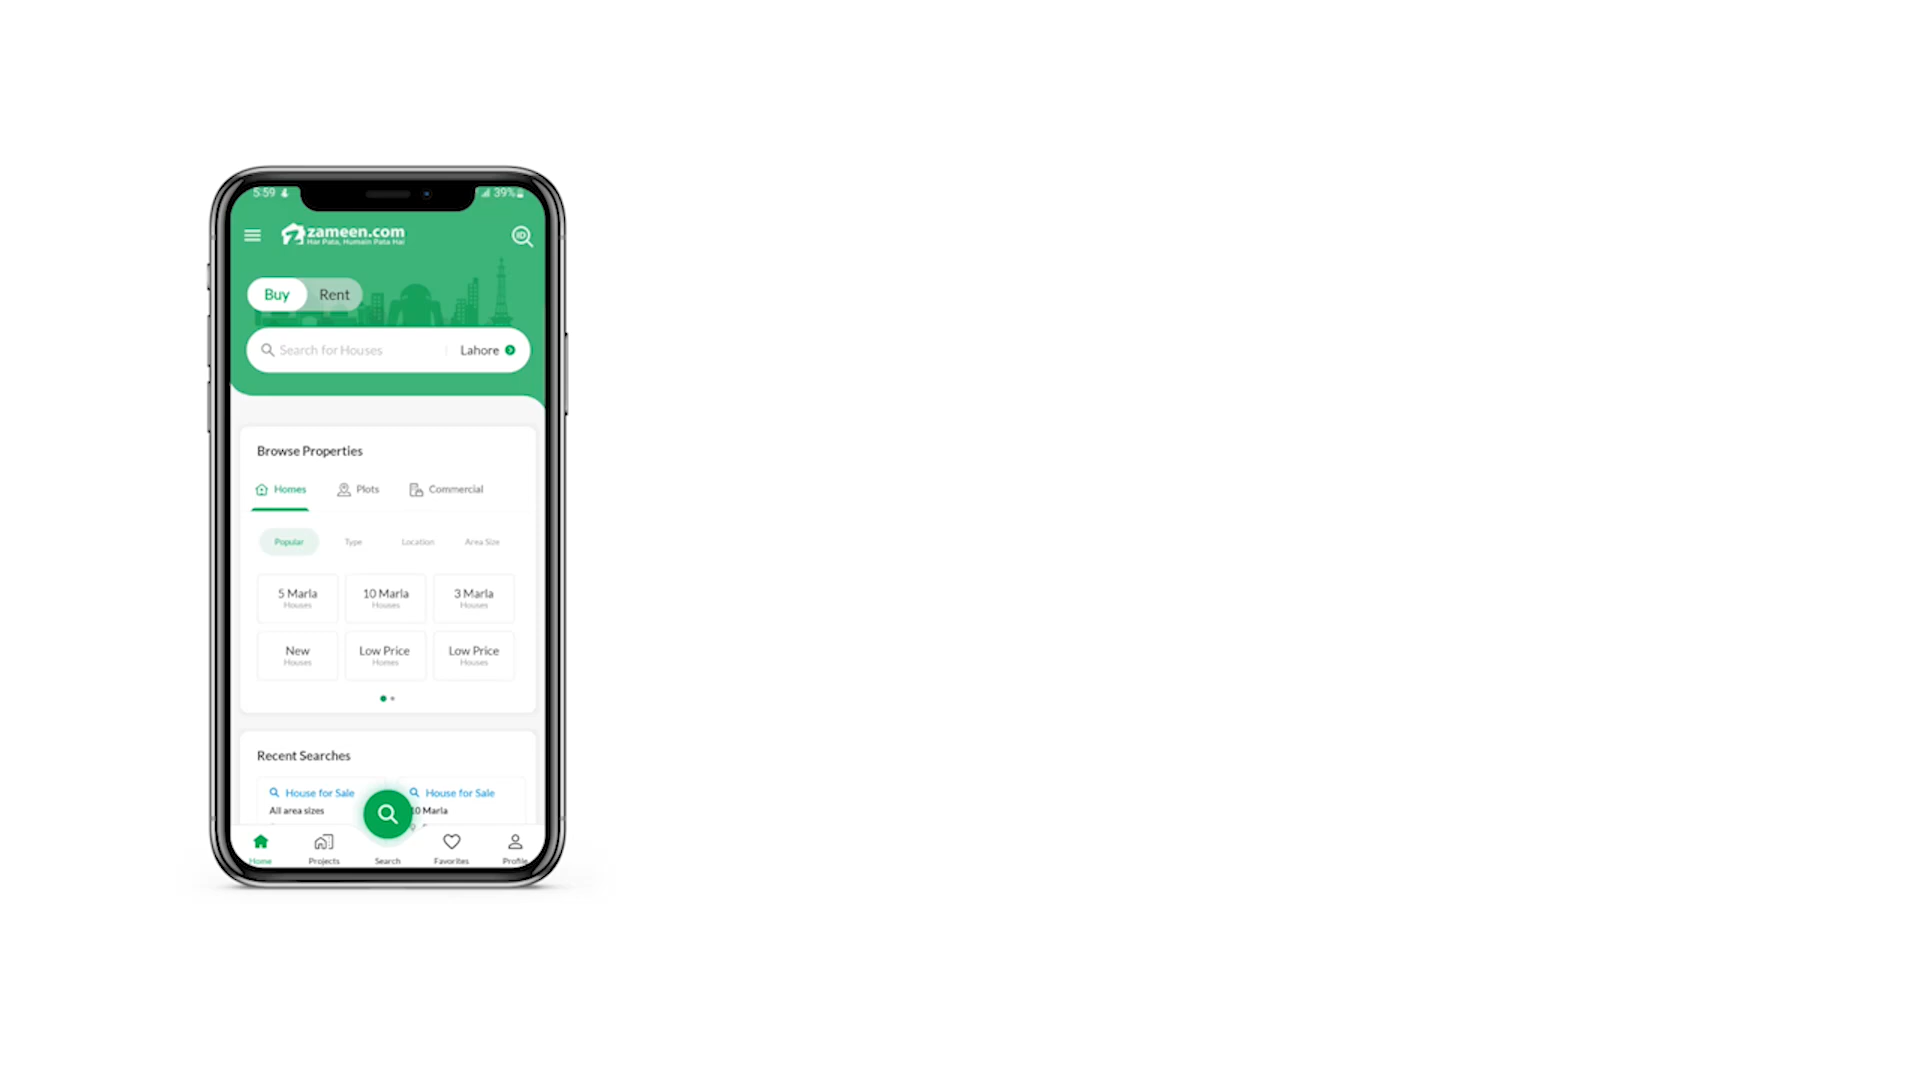 5:59 39%
zameen.com
Har Pata, Humein Pata Hai
Buy Rent
Search for Houses Lahore
Browse Properties
Homes Plots Commercial
Popular Type Location Area Size
5 Marla 10 Marla 3 Marla
Houses Houses Houses
New Low Price Low Price
Houses Homes Houses
Recent Searches
House for Sale House for Sale
All area sizes 10 Marla
Home Projects Search Favorites Profile